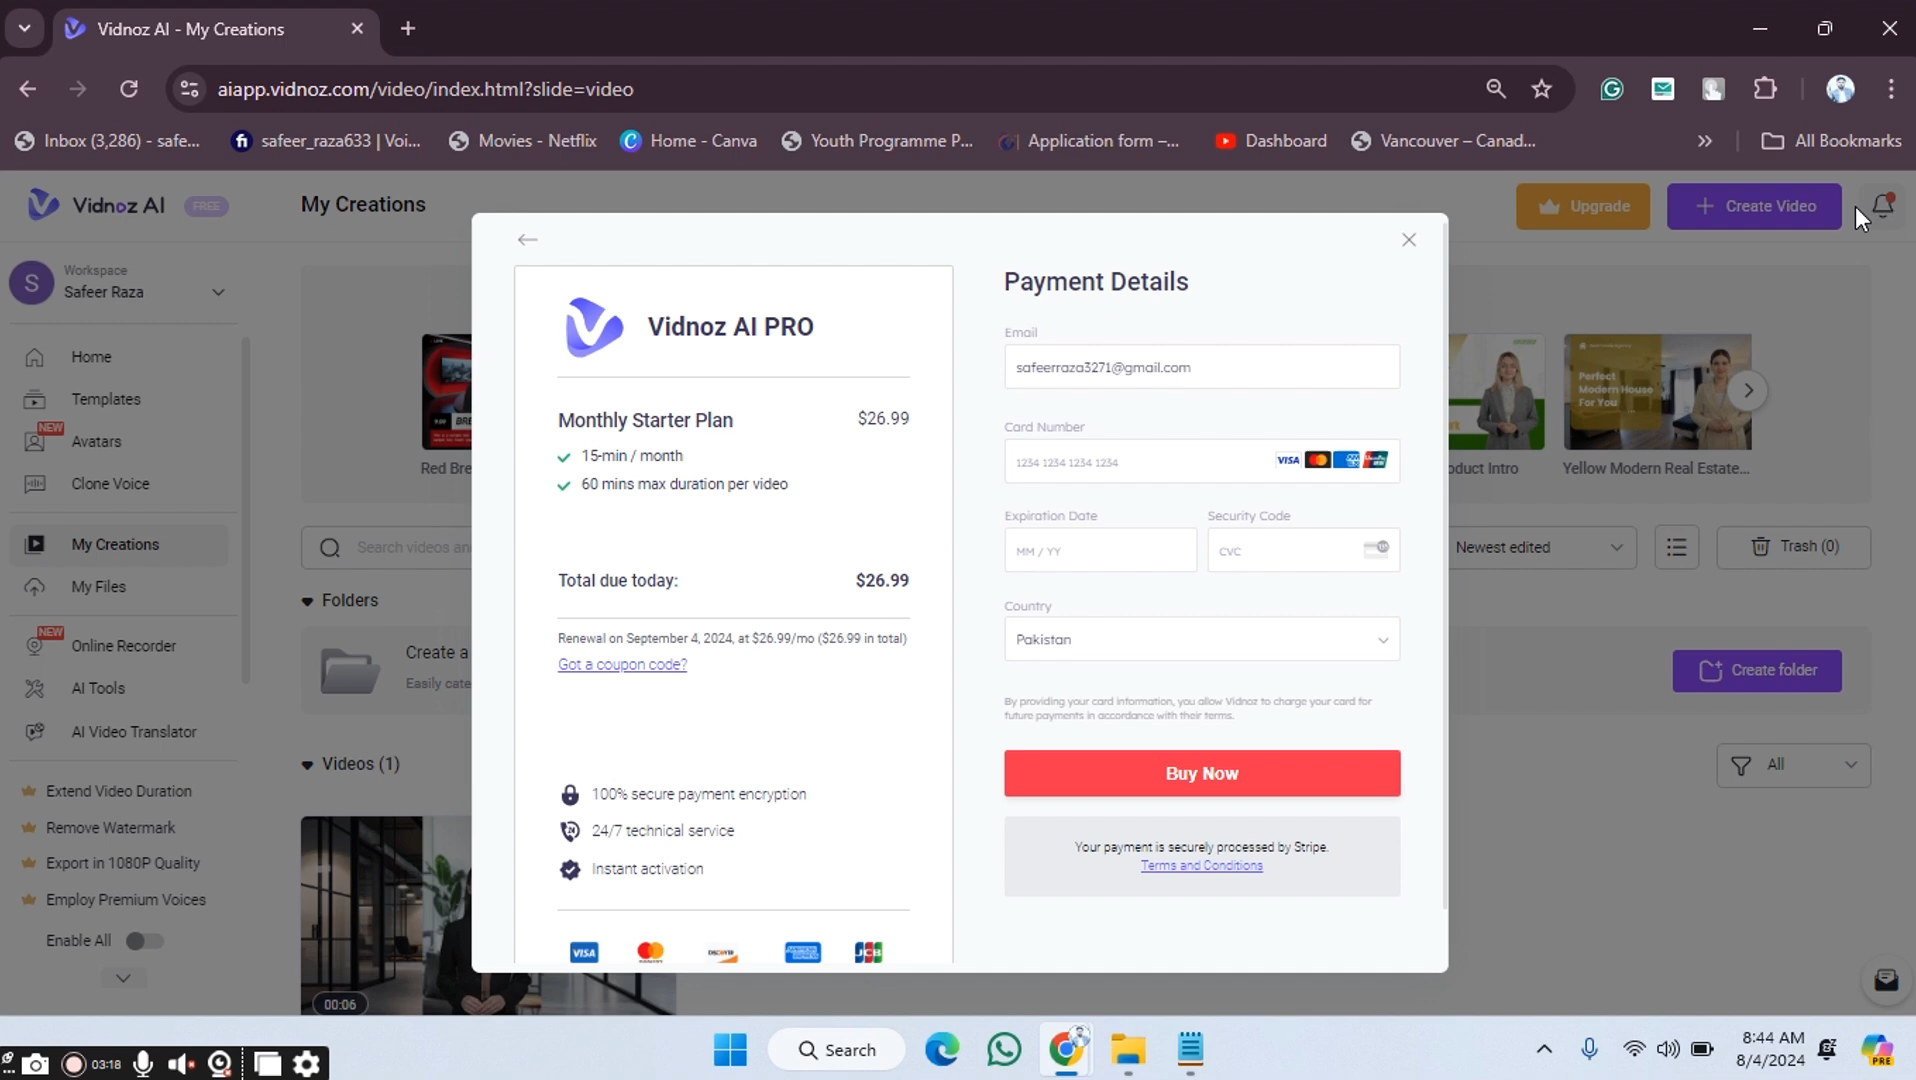 Vidnoz AI - My Creations
aiapp.vidnoz.com/video/index.html?slide=video
Inbox (3,286) - safe...
safeer_raza633 | Voi...
Movies - Netflix
Home - Canva
Youth Programme P...
Application form –...
Dashboard
Vancouver – Canad...
All Bookmarks
Vidnoz AI
FREE
My Creations
Upgrade
Create Video
S
Workspace
Safeer Raza
Home
Templates
NEW
Avatars
Clone Voice
My Creations
My Files
NEW
Online Recorder
AI Tools
AI Video Translator
Extend Video Duration
Remove Watermark
Export in 1080P Quality
Employ Premium Voices
Enable All
Red Bre
Search videos an
Folders
Create a
Easily cate
Videos (1)
00:06
Vidnoz AI PRO
Monthly Starter Plan
$26.99
15-min / month
60 mins max duration per video
Total due today:
$26.99
Renewal on September 4, 2024, at $26.99/mo ($26.99 in total)
Got a coupon code?
100% secure payment encryption
24/7 technical service
Instant activation
VISA
DISCOVER
JCB
Payment Details
Email
safeerraza3271@gmail.com
Card Number
1234 1234 1234 1234
VISA
Expiration Date
MM / YY
Security Code
CVC
Country
Pakistan
By providing your card information, you allow Vidnoz to charge your card for
future payments in accordance with their terms.
Buy Now
Your payment is securely processed by Stripe.
Terms and Conditions
Perfect
Modern House
For You
oduct Intro
Yellow Modern Real Estate...
Newest edited
Trash (0)
Create folder
All
03:18
Search
8:44 AM
8/4/2024
PRE